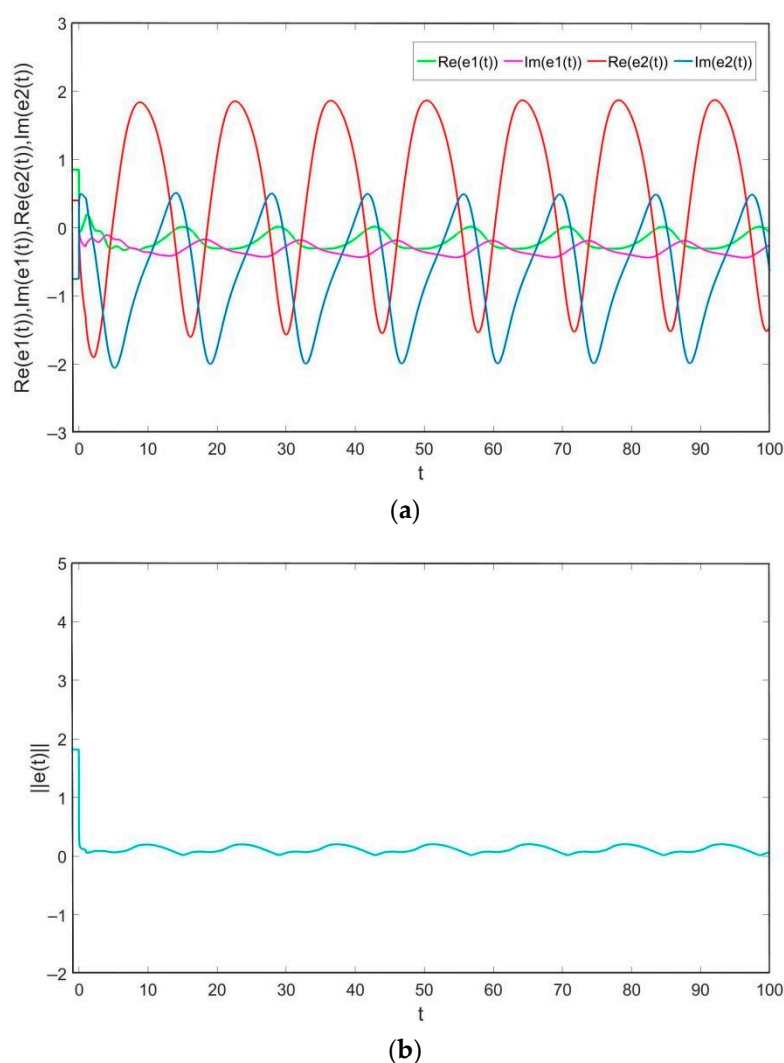 Re(e1(t)),Im(e1(t)),Re(e2(t)),Im(e2(t))
3
2
1
0
–1
–2
–3
Re(e1(t)) Im(e1(t)) Re(e2(t)) Im(e2(t))
0 10 20 30 40 50 60 70 80 90 100
t
(a)
||e(t)||
5
4
3
2
1
0
–1
–2
0 10 20 30 40 50 60 70 80 90 100
t
(b)